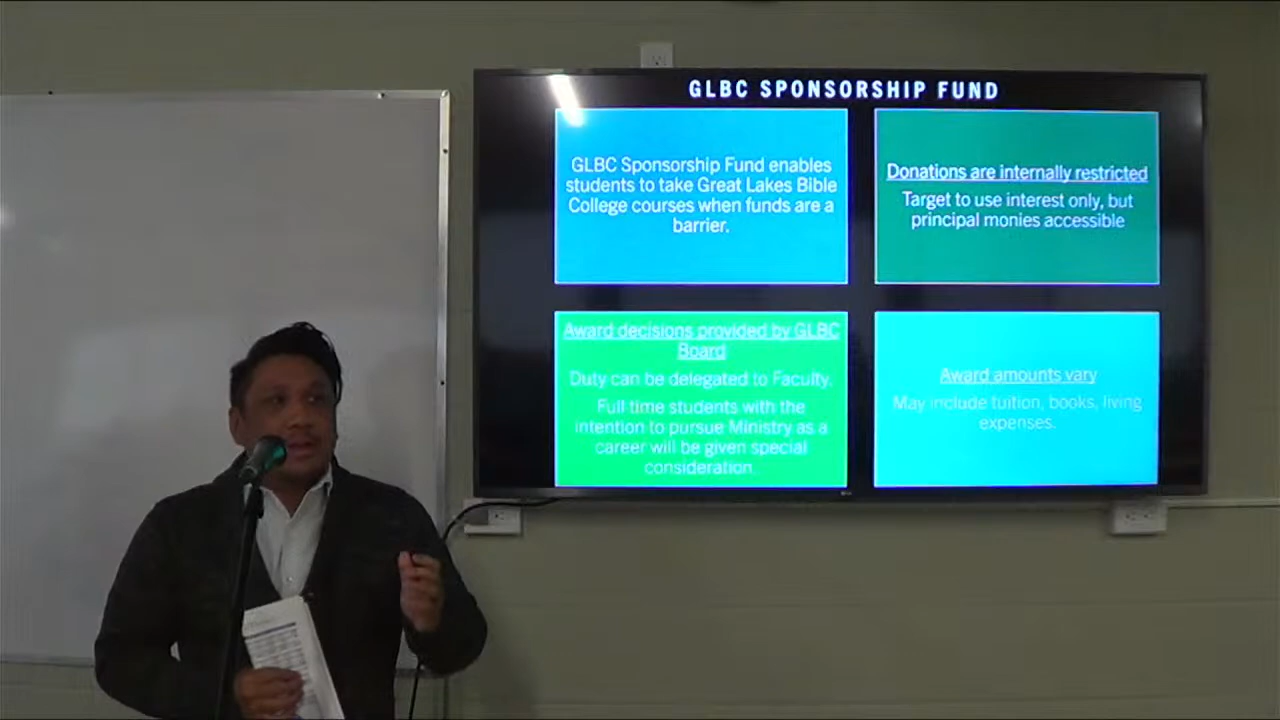 GLBC SPONSORSHIP FUND
GLBC Sponsorship Fund enables
students to take Great Lakes Bible
College courses when funds are a
barrier.
Donations are internally restricted
Target to use interest only, but
principal monies accessible
Award decisions provided by GLBC
Board
Duty can be delegated to Faculty.
Full time students with the
intention to pursue Ministry as a
career will be given special
consideration.
Award amounts vary
May include tuition, books, living
expenses.